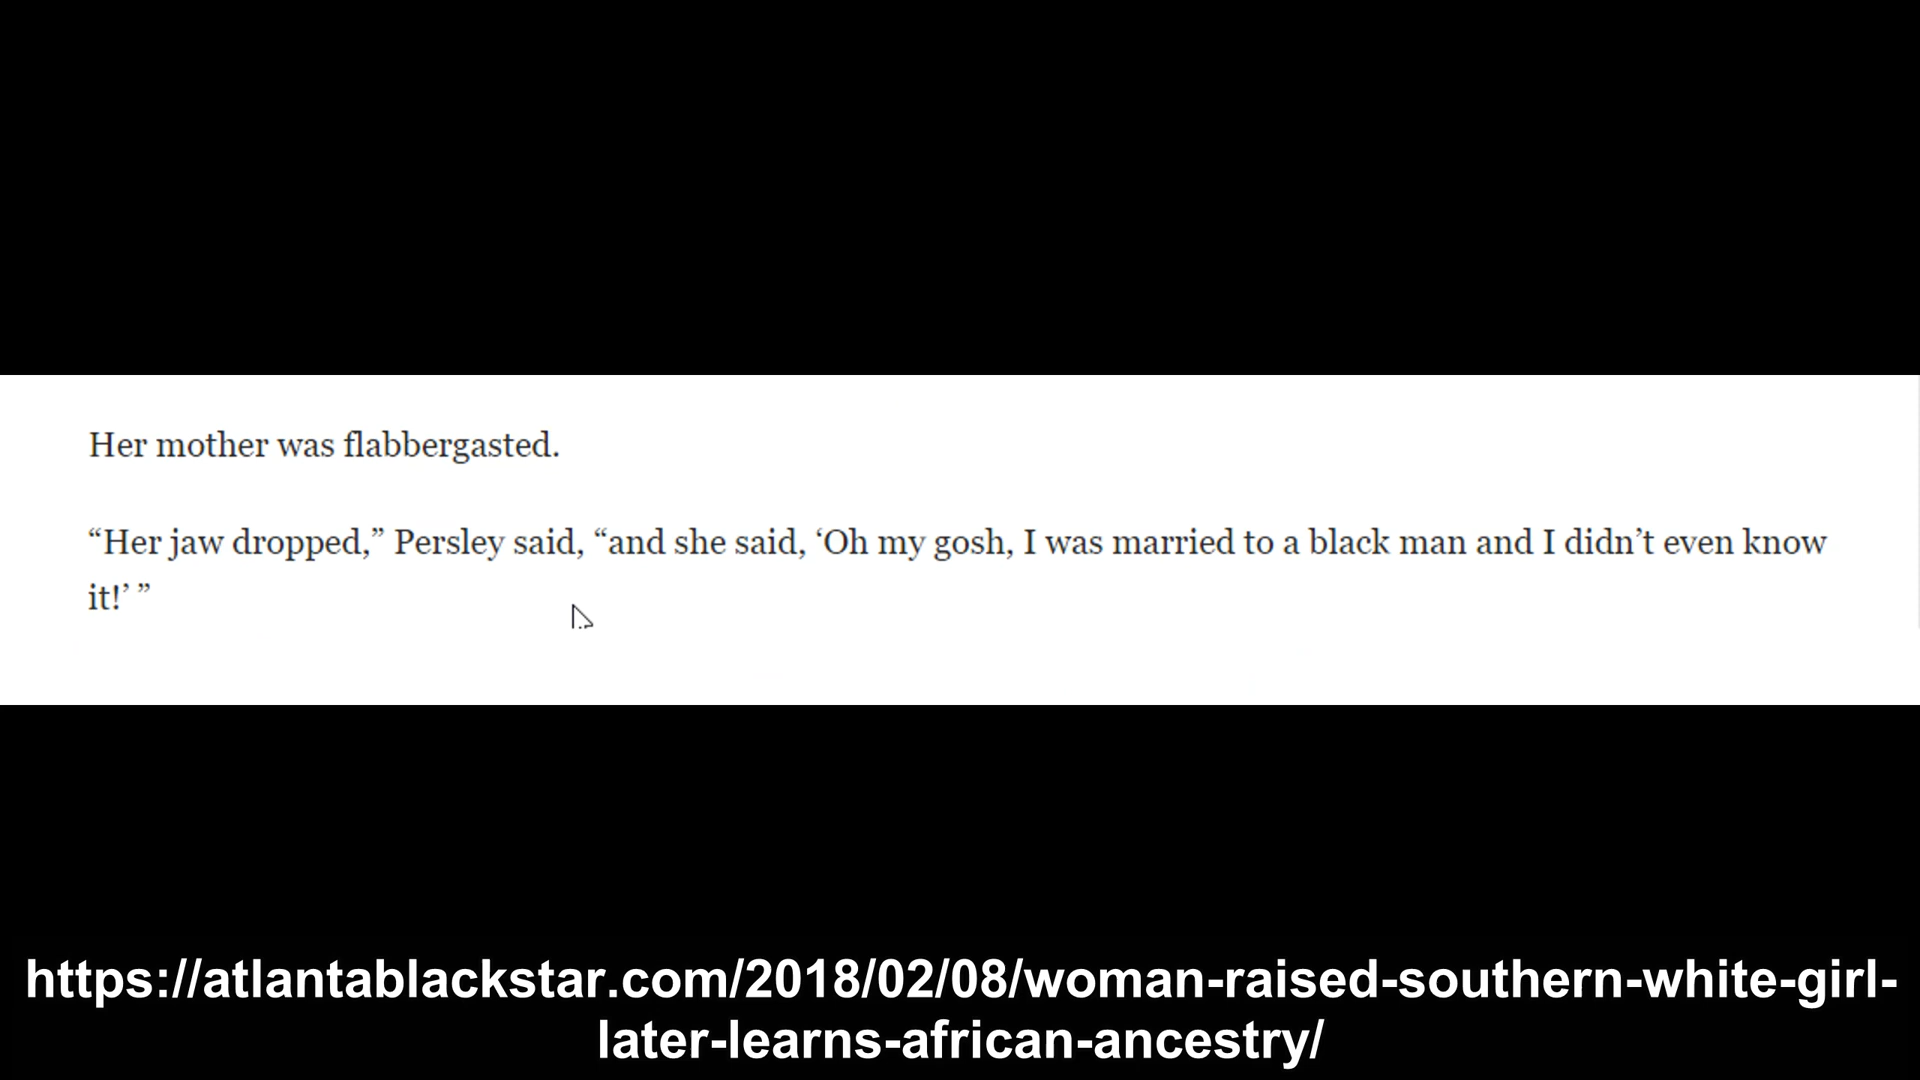 Her mother was flabbergasted.
“Her jaw dropped,” Persley said, “and she said, ‘Oh my gosh, I was married to a black man and I didn’t even know
it!’ ”
https://atlantablackstar.com/2018/02/08/woman-raised-southern-white-girl-
later-learns-african-ancestry/